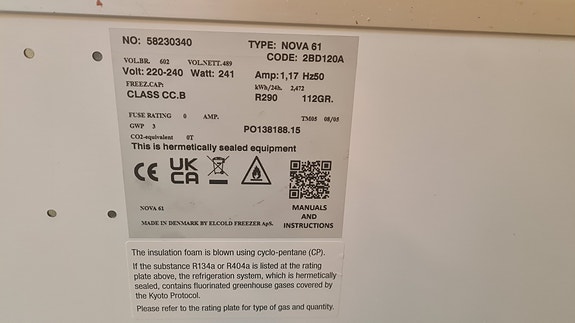 NO: 58230340 TYPE: NOVA 61
CODE: 2BD120A
VOL.BR. 602 VOL.NETT. 489
Volt: 220-240 Watt: 241 Amp: 1,17 Hz50
FREEZ.CAP: kWh/24h. 2,472
CLASS CC.B R290 112GR.
FUSE RATING 0 AMP. TM05 08/05
GWP 3 PO138188.15
CO2-equivalent 0T
This is hermetically sealed equipment
CE UK CA
NOVA 61 MANUALS
AND
INSTRUCTIONS
MADE IN DENMARK BY ELCOLD FREEZER ApS.
The insulation foam is blown using cyclo-pentane (CP).
If the substance R134a or R404a is listed at the rating
plate above, the refrigeration system, which is hermetically
sealed, contains fluorinated greenhouse gases covered by
the Kyoto Protocol.
Please refer to the rating plate for type of gas and quantity.